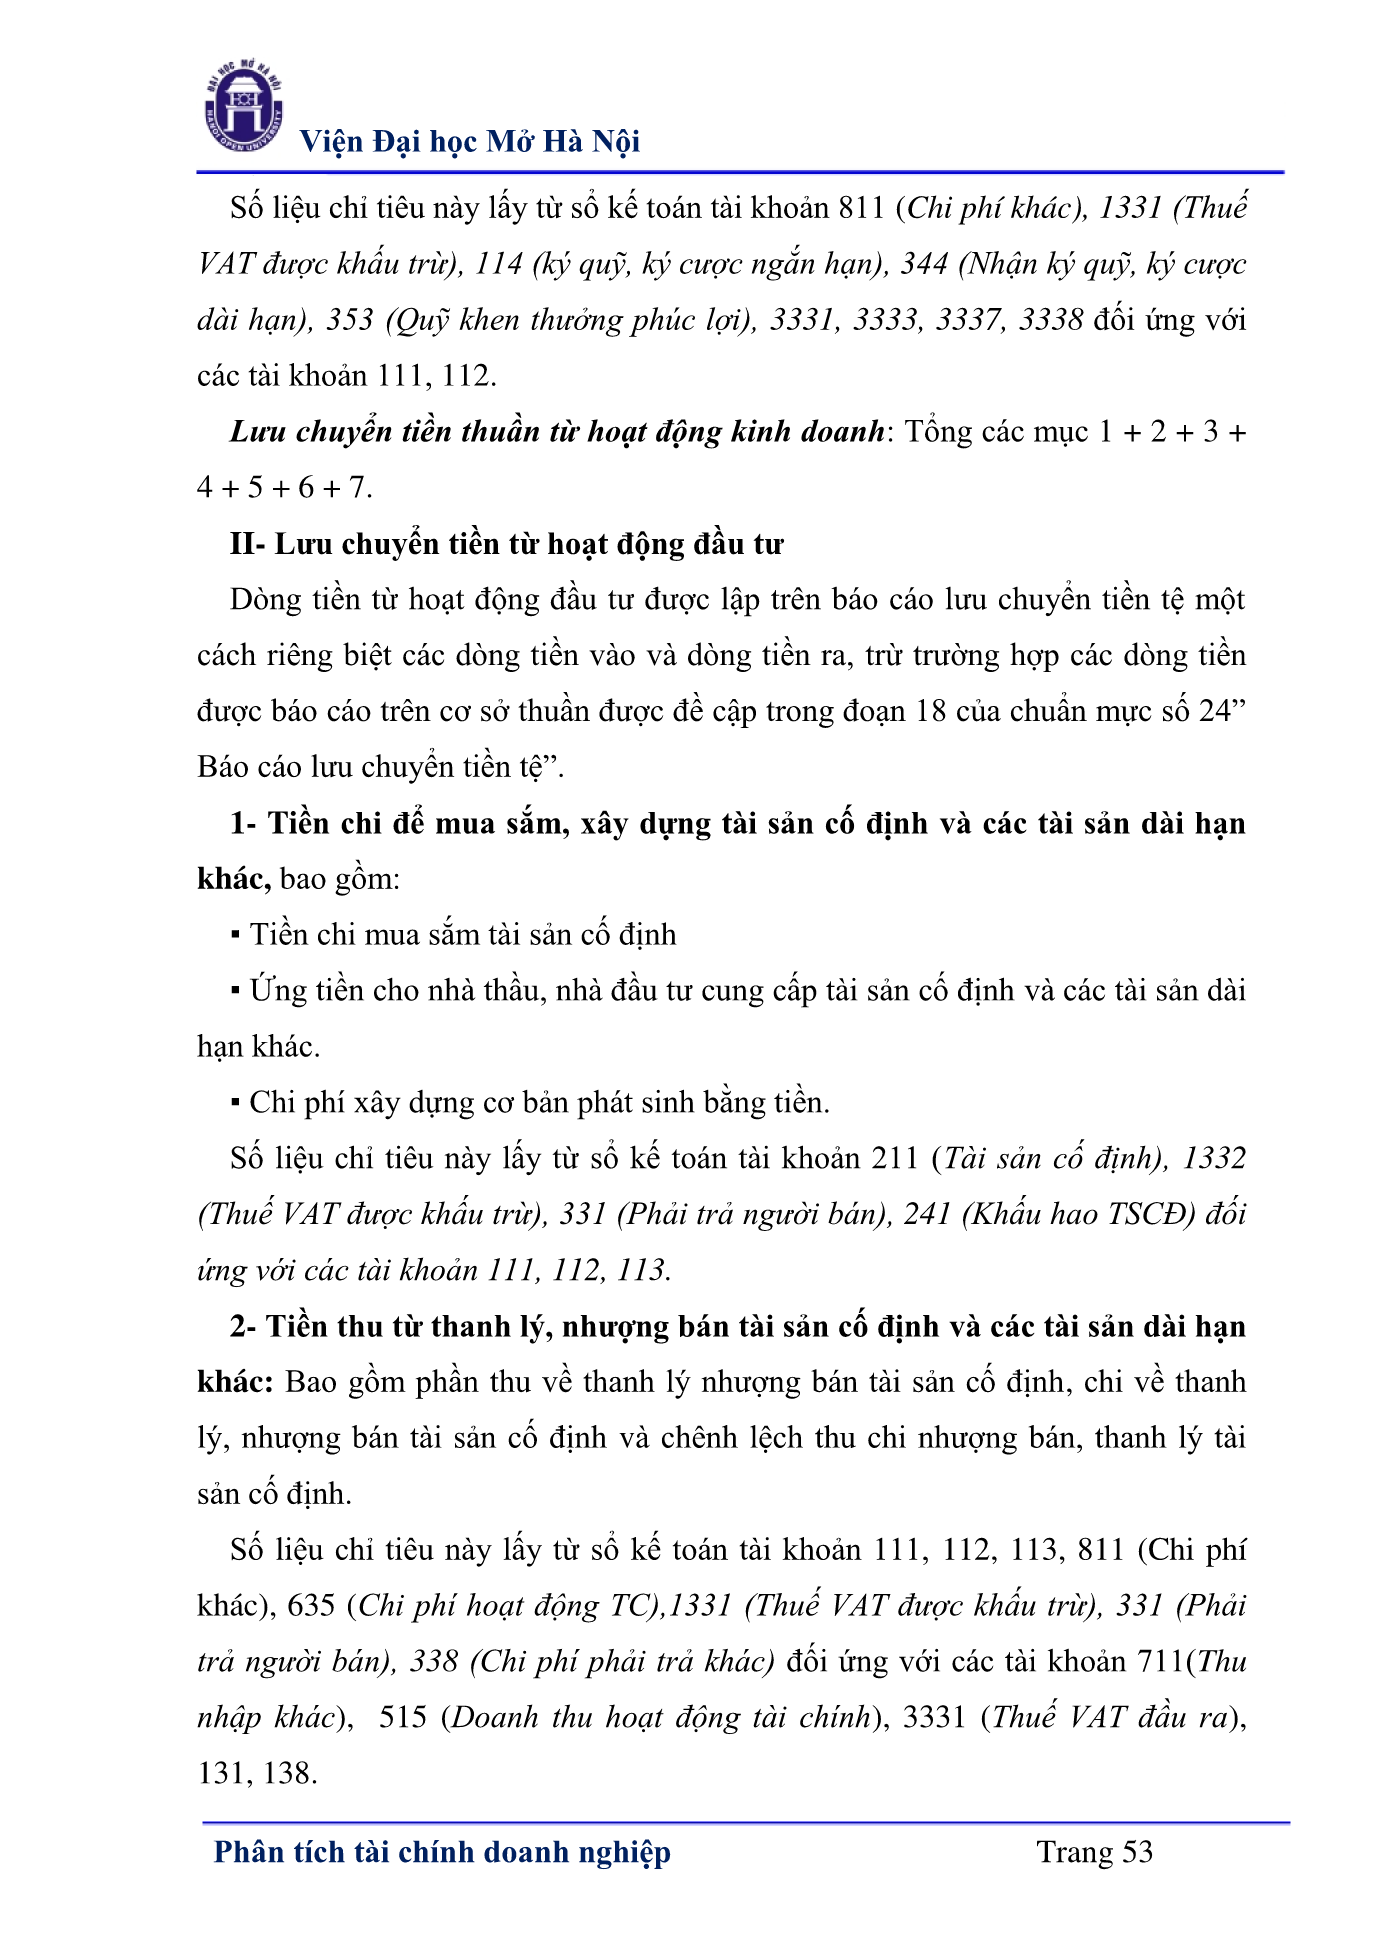 ĐẠI HỌC MỞ HÀ NỘI
HANOI OPEN UNIVERSITY
Viện Đại học Mở Hà Nội
Số liệu chỉ tiêu này lấy từ sổ kế toán tài khoản 811 (Chi phí khác), 1331 (Thuế
VAT được khấu trừ), 114 (ký quỹ, ký cược ngắn hạn), 344 (Nhận ký quỹ, ký cược
dài hạn), 353 (Quỹ khen thưởng phúc lợi), 3331, 3333, 3337, 3338 đối ứng với
các tài khoản 111, 112.
Lưu chuyển tiền thuần từ hoạt động kinh doanh: Tổng các mục 1 + 2 + 3 +
4 + 5 + 6 + 7.
II- Lưu chuyển tiền từ hoạt động đầu tư
Dòng tiền từ hoạt động đầu tư được lập trên báo cáo lưu chuyển tiền tệ một
cách riêng biệt các dòng tiền vào và dòng tiền ra, trừ trường hợp các dòng tiền
được báo cáo trên cơ sở thuần được đề cập trong đoạn 18 của chuẩn mực số 24”
Báo cáo lưu chuyển tiền tệ”.
1- Tiền chi để mua sắm, xây dựng tài sản cố định và các tài sản dài hạn
khác, bao gồm:
▪ Tiền chi mua sắm tài sản cố định
▪ Ứng tiền cho nhà thầu, nhà đầu tư cung cấp tài sản cố định và các tài sản dài
hạn khác.
▪ Chi phí xây dựng cơ bản phát sinh bằng tiền.
Số liệu chỉ tiêu này lấy từ sổ kế toán tài khoản 211 (Tài sản cố định), 1332
(Thuế VAT được khấu trừ), 331 (Phải trả người bán), 241 (Khấu hao TSCĐ) đối
ứng với các tài khoản 111, 112, 113.
2- Tiền thu từ thanh lý, nhượng bán tài sản cố định và các tài sản dài hạn
khác: Bao gồm phần thu về thanh lý nhượng bán tài sản cố định, chi về thanh
lý, nhượng bán tài sản cố định và chênh lệch thu chi nhượng bán, thanh lý tài
sản cố định.
Số liệu chỉ tiêu này lấy từ sổ kế toán tài khoản 111, 112, 113, 811 (Chi phí
khác), 635 (Chi phí hoạt động TC),1331 (Thuế VAT được khấu trừ), 331 (Phải
trả người bán), 338 (Chi phí phải trả khác) đối ứng với các tài khoản 711(Thu
nhập khác), 515 (Doanh thu hoạt động tài chính), 3331 (Thuế VAT đầu ra),
131, 138.
Phân tích tài chính doanh nghiệp Trang 53